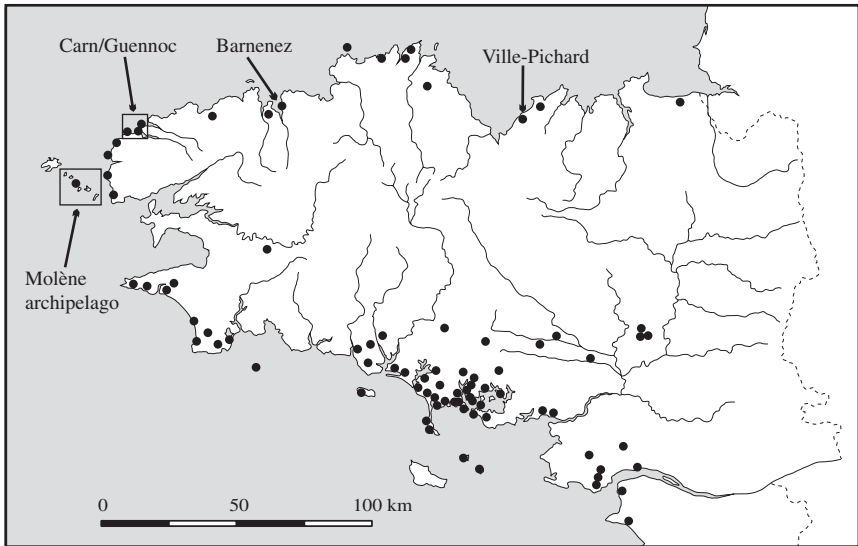 Carn/Guennoc
Barnenez
Ville-Pichard
Molène
archipelago
0 50 100 km